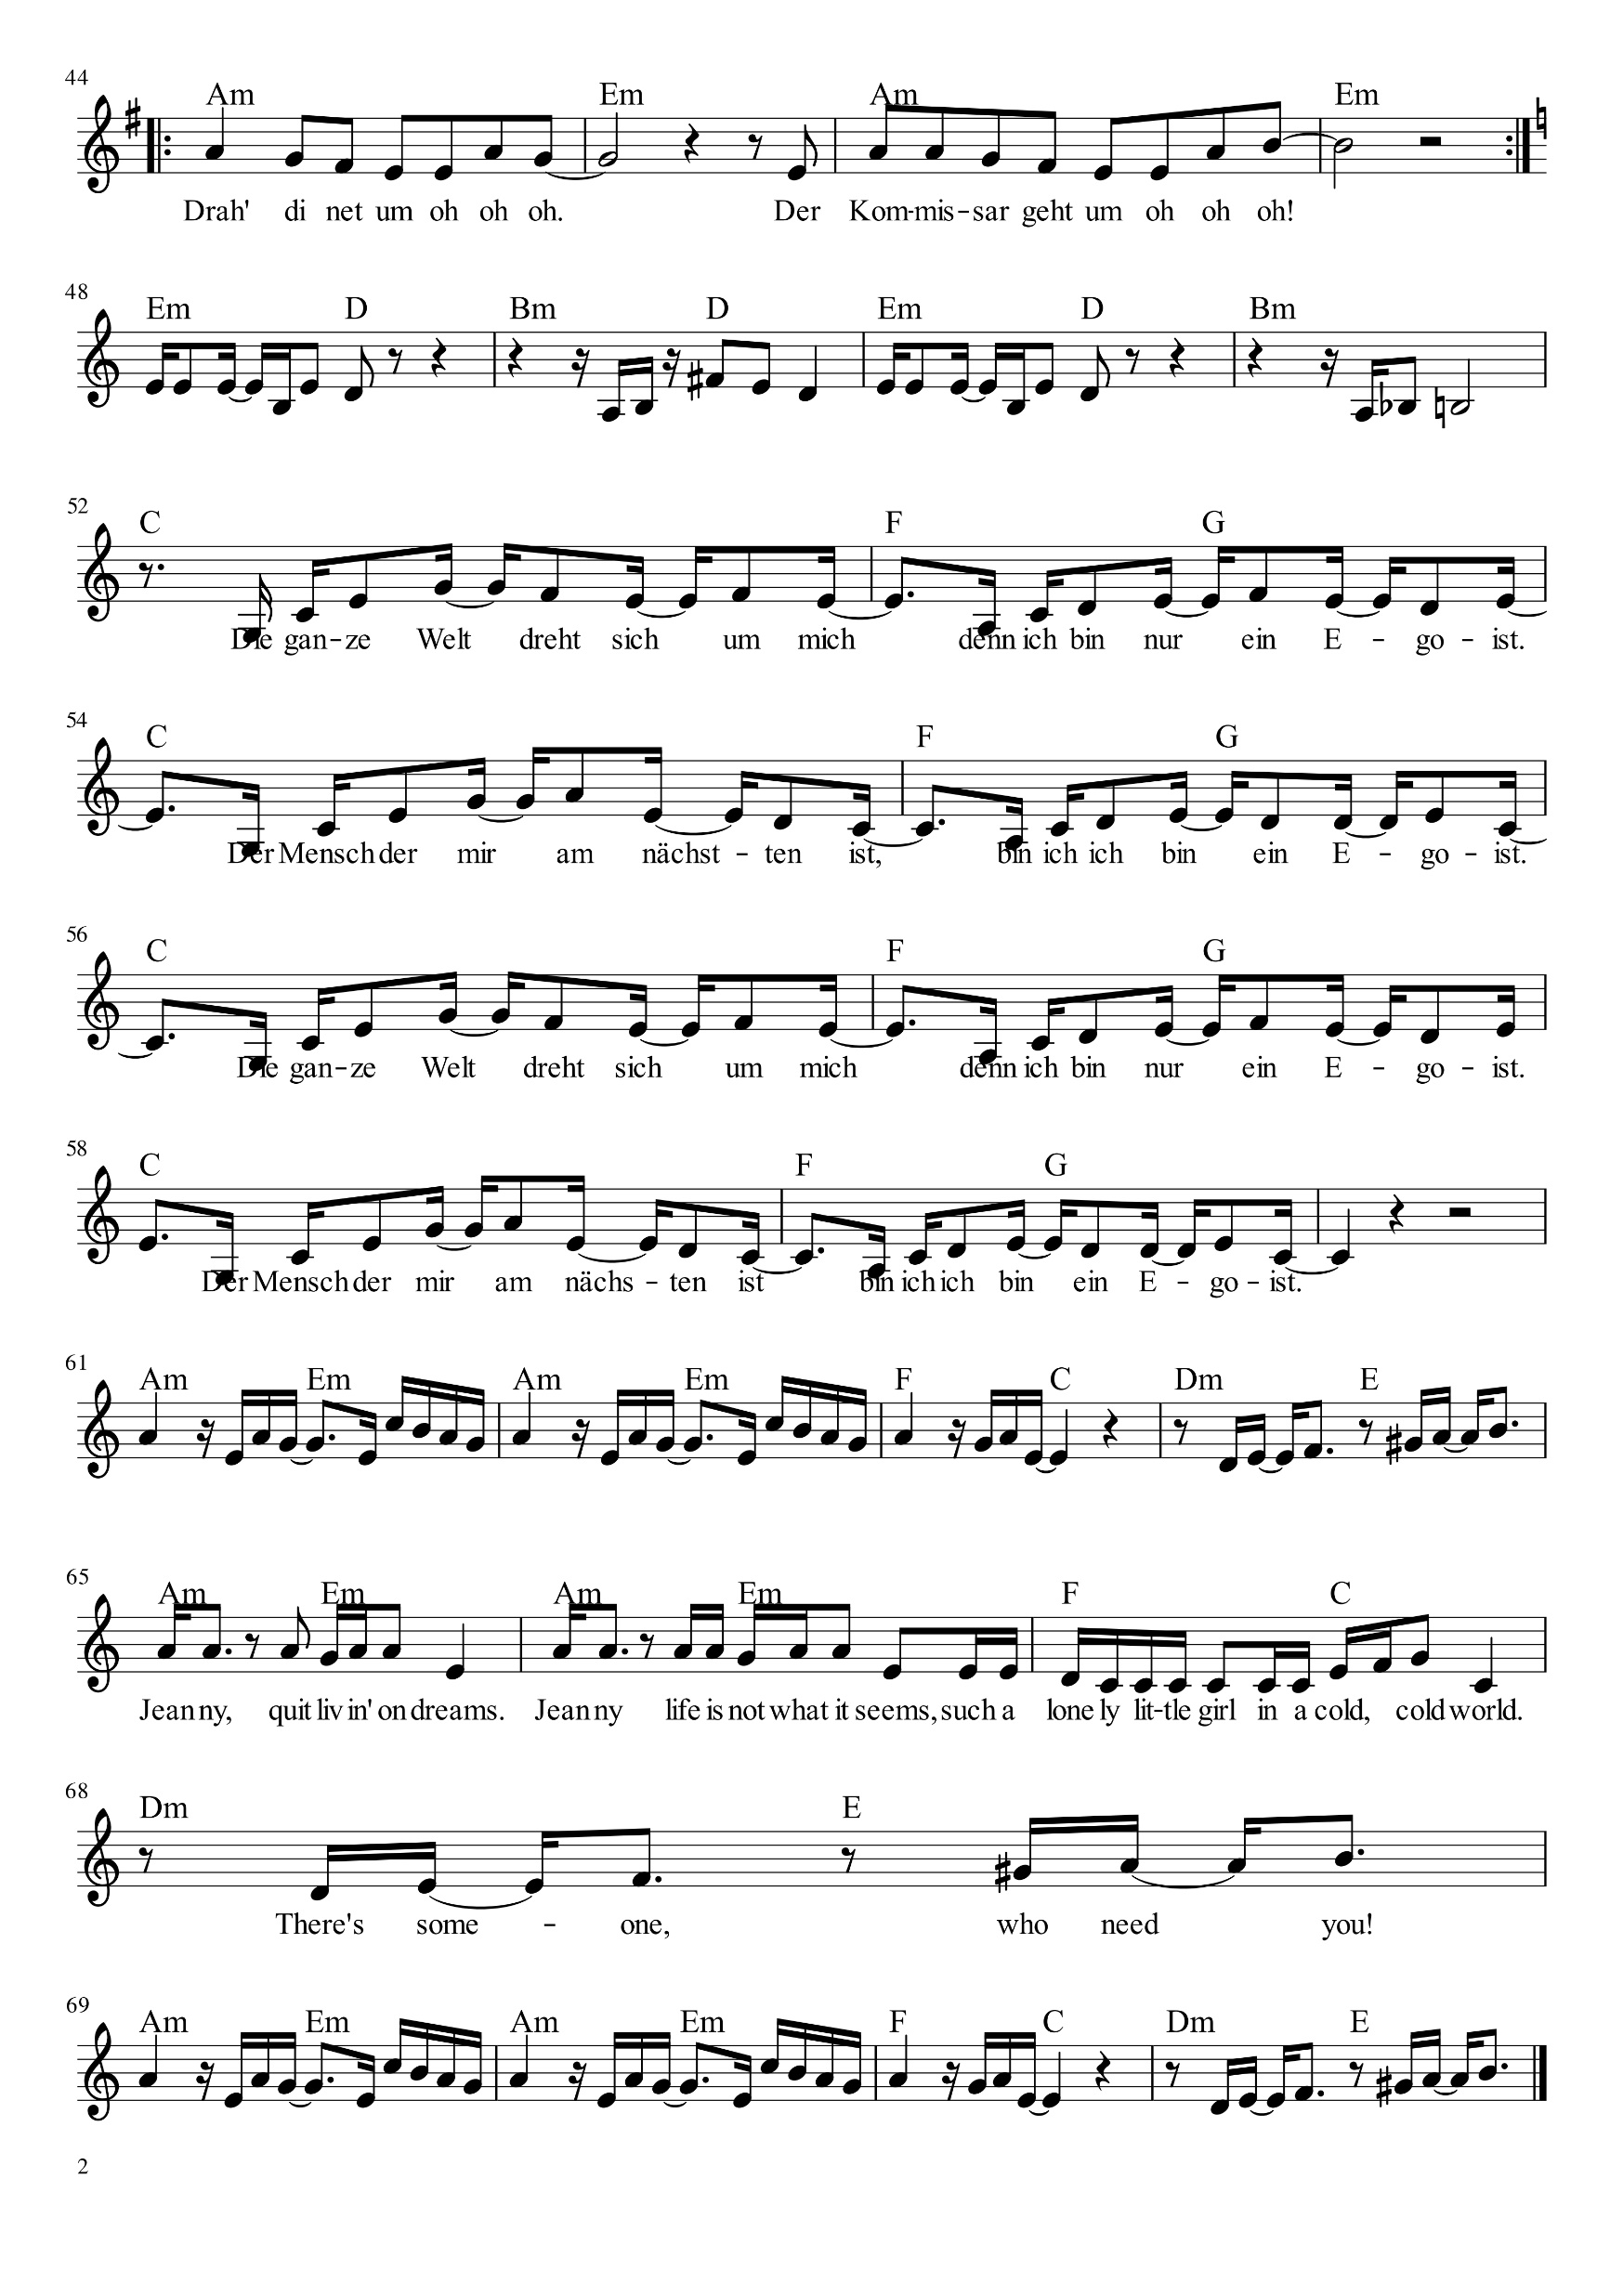 44
Am Em Am Em
Drah' di net um oh oh oh. Der Kom-mis-sar geht um oh oh oh!
48
Em D Bm D Em D Bm
52
C F G
Die gan-ze Welt dreht sich um mich denn ich bin nur ein E-go-ist.
54
C F G
Der Mensch der mir am nächst-ten ist, bin ich ich bin ein E-go-ist.
56
C F G
Die gan-ze Welt dreht sich um mich denn ich bin nur ein E-go-ist.
58
C F G
Der Mensch der mir am nächs-ten ist bin ich ich bin ein E-go-ist.
61
Am Em Am Em F C Dm E
65
Am Em Am Em F C
Jean ny, quit liv in' on dreams. Jean ny life is not what it seems, such a lone ly lit-tle girl in a cold, cold world.
68
Dm E
There's some-one, who need you!
69
Am Em Am Em F C Dm E
2